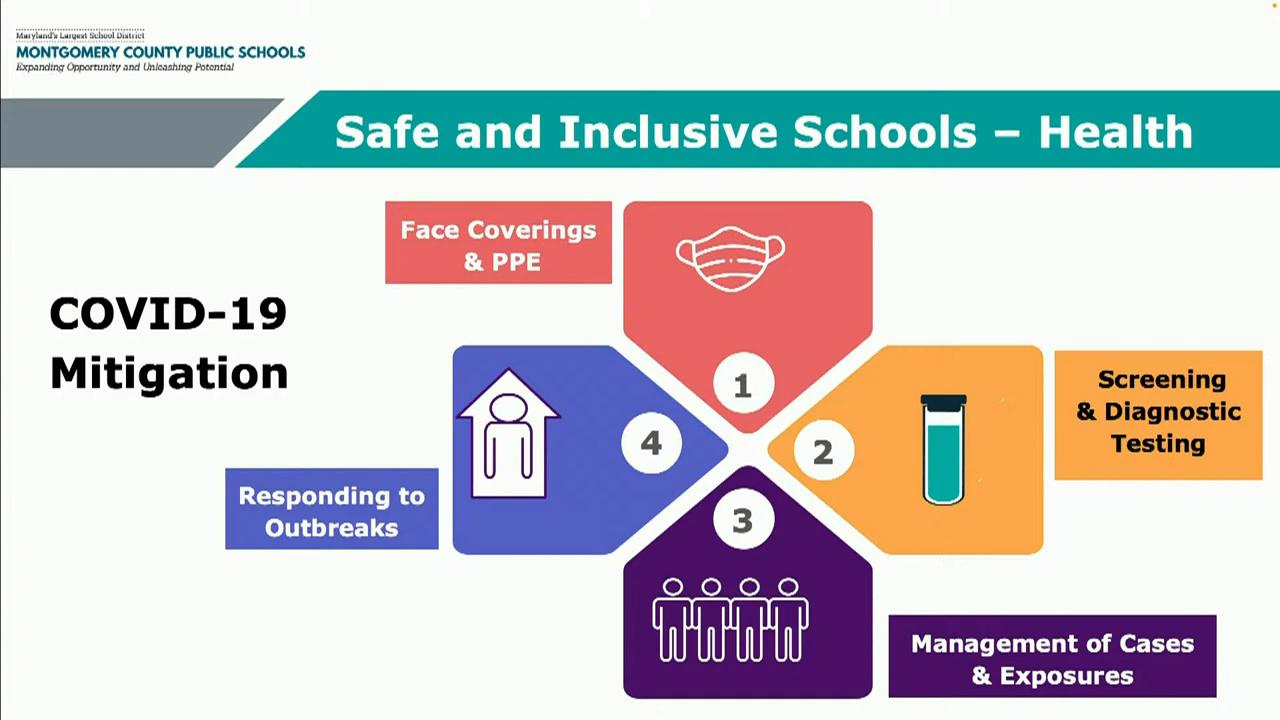 Maryland's Largest School District
MONTGOMERY COUNTY PUBLIC SCHOOLS
Expanding Opportunity and Unleashing Potential
Safe and Inclusive Schools – Health
COVID-19
Mitigation
Face Coverings
& PPE
1
Screening
& Diagnostic
Testing
2
3
Management of Cases
& Exposures
4
Responding to
Outbreaks